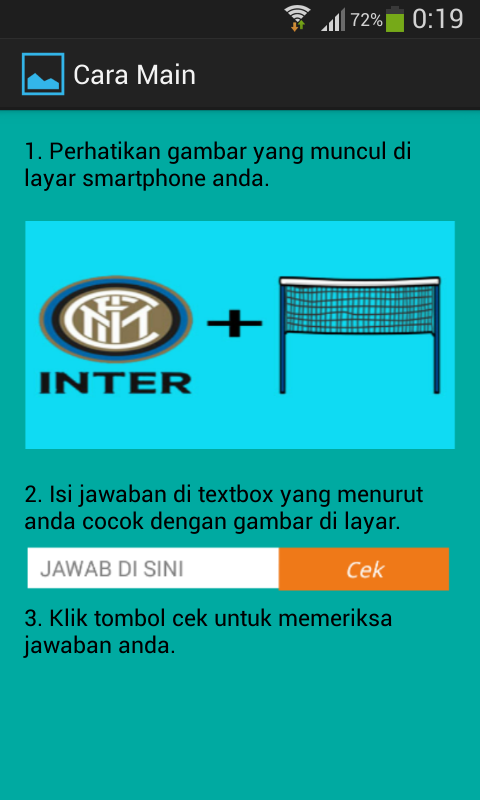 72% 0:19
Cara Main
1. Perhatikan gambar yang muncul di
layar smartphone anda.
INTER
2. Isi jawaban di textbox yang menurut
anda cocok dengan gambar di layar.
JAWAB DI SINI Cek
3. Klik tombol cek untuk memeriksa
jawaban anda.